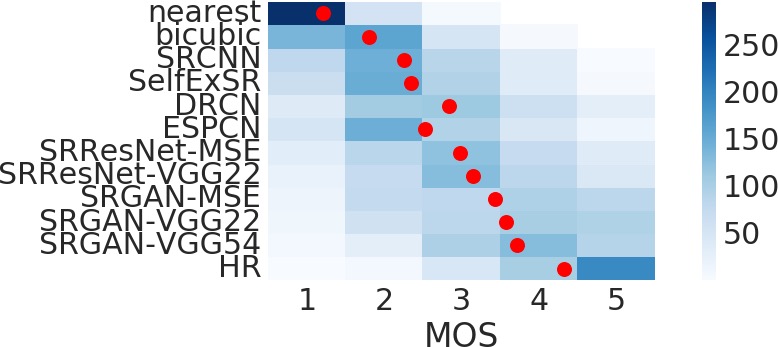 nearest
bicubic
SRCNN
SelfExSR
DRCN
ESPCN
SRResNet-MSE
SRResNet-VGG22
SRGAN-MSE
SRGAN-VGG22
SRGAN-VGG54
HR
1 2 3 4 5
MOS
250
200
150
100
50